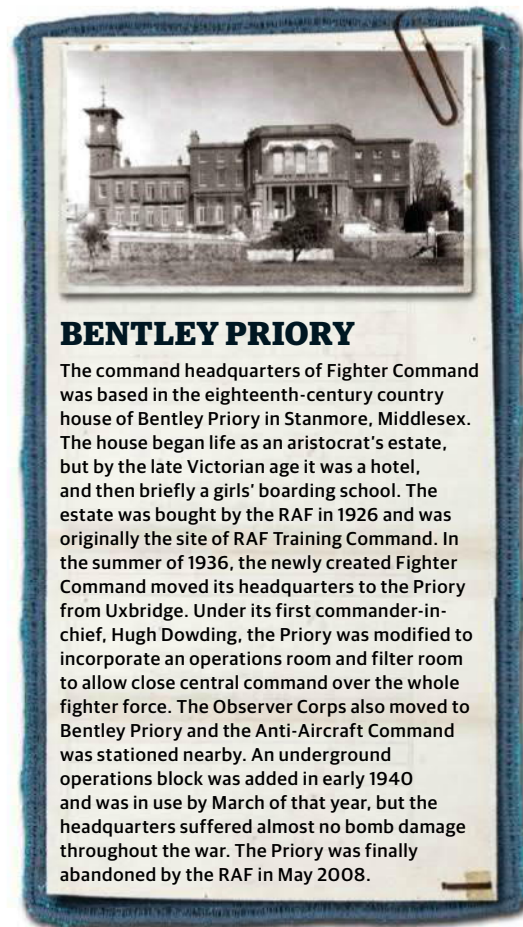 BENTLEY PRIORY
The command headquarters of Fighter Command
was based in the eighteenth-century country
house of Bentley Priory in Stanmore, Middlesex.
The house began life as an aristocrat's estate,
but by the late Victorian age it was a hotel,
and then briefly a girls' boarding school. The
estate was bought by the RAF in 1926 and was
originally the site of RAF Training Command. In
the summer of 1936, the newly created Fighter
Command moved its headquarters to the Priory
from Uxbridge. Under its first commander-in-
chief, Hugh Dowding, the Priory was modified to
incorporate an operations room and filter room
to allow close central command over the whole
fighter force. The Observer Corps also moved to
Bentley Priory and the Anti-Aircraft Command
was stationed nearby. An underground
operations block was added in early 1940
and was in use by March of that year, but the
headquarters suffered almost no bomb damage
throughout the war. The Priory was finally
abandoned by the RAF in May 2008.